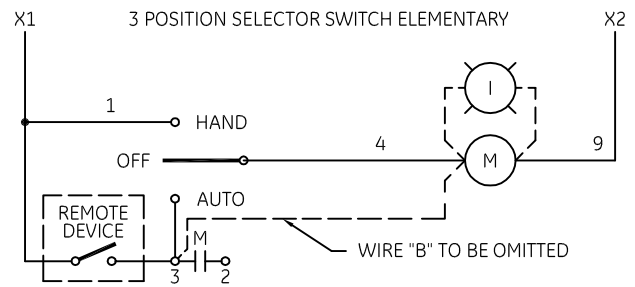 X1
3 POSITION SELECTOR SWITCH ELEMENTARY
X2
1
HAND
I
OFF
4
M
9
AUTO
REMOTE
DEVICE
M
WIRE "B" TO BE OMITTED
3
2